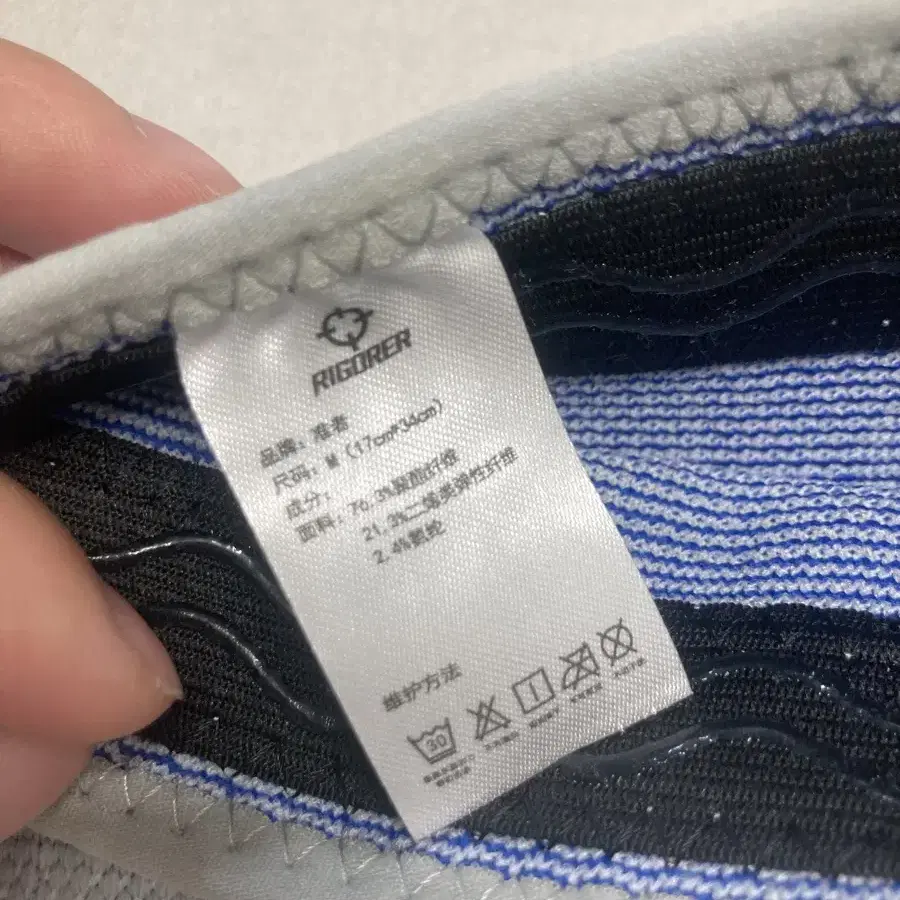 RIGORER
品牌：准者
尺码：M (17cm*34cm)
成分：
面料：76.3%聚酯纤维
21.3%二烯类弹性纤维
2.4%氨纶
维护方法
30